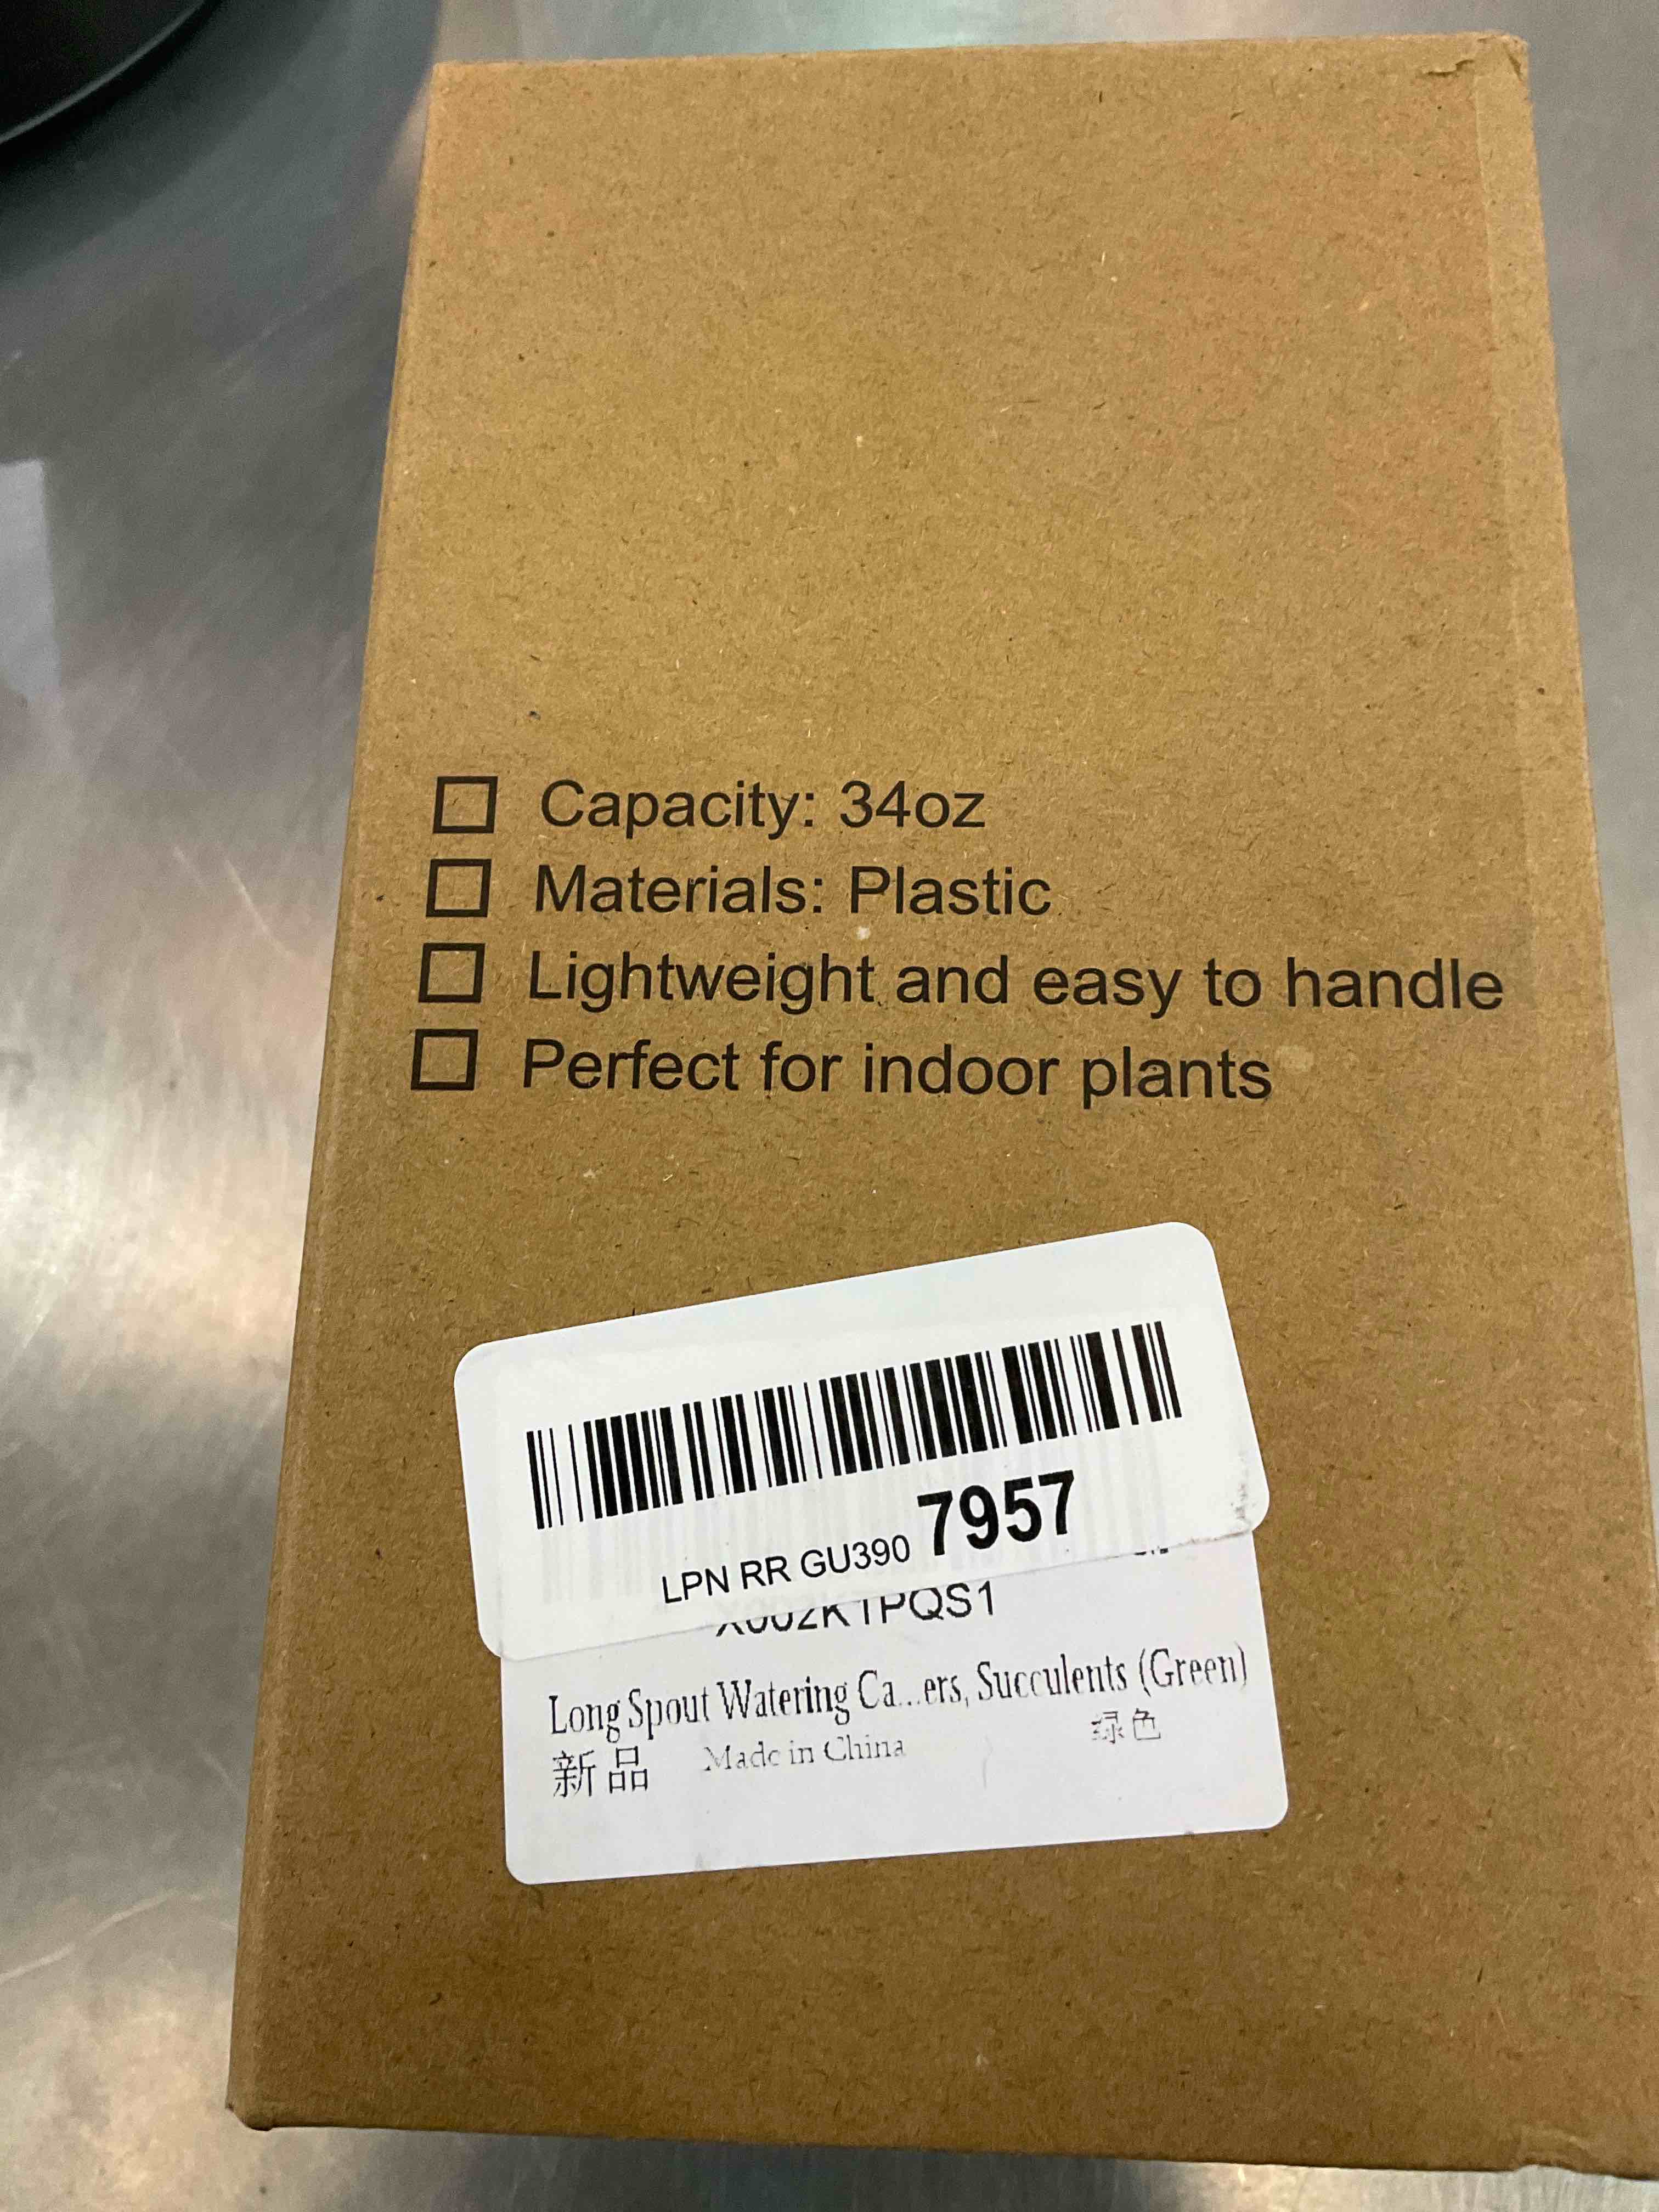 Capacity: 34oz
Materials: Plastic
Lightweight and easy to handle
Perfect for indoor plants
LPN RR GU390 7957
Long Spout Watering Ca...ers, Succulents (Green)
新品 Made in China 绿色